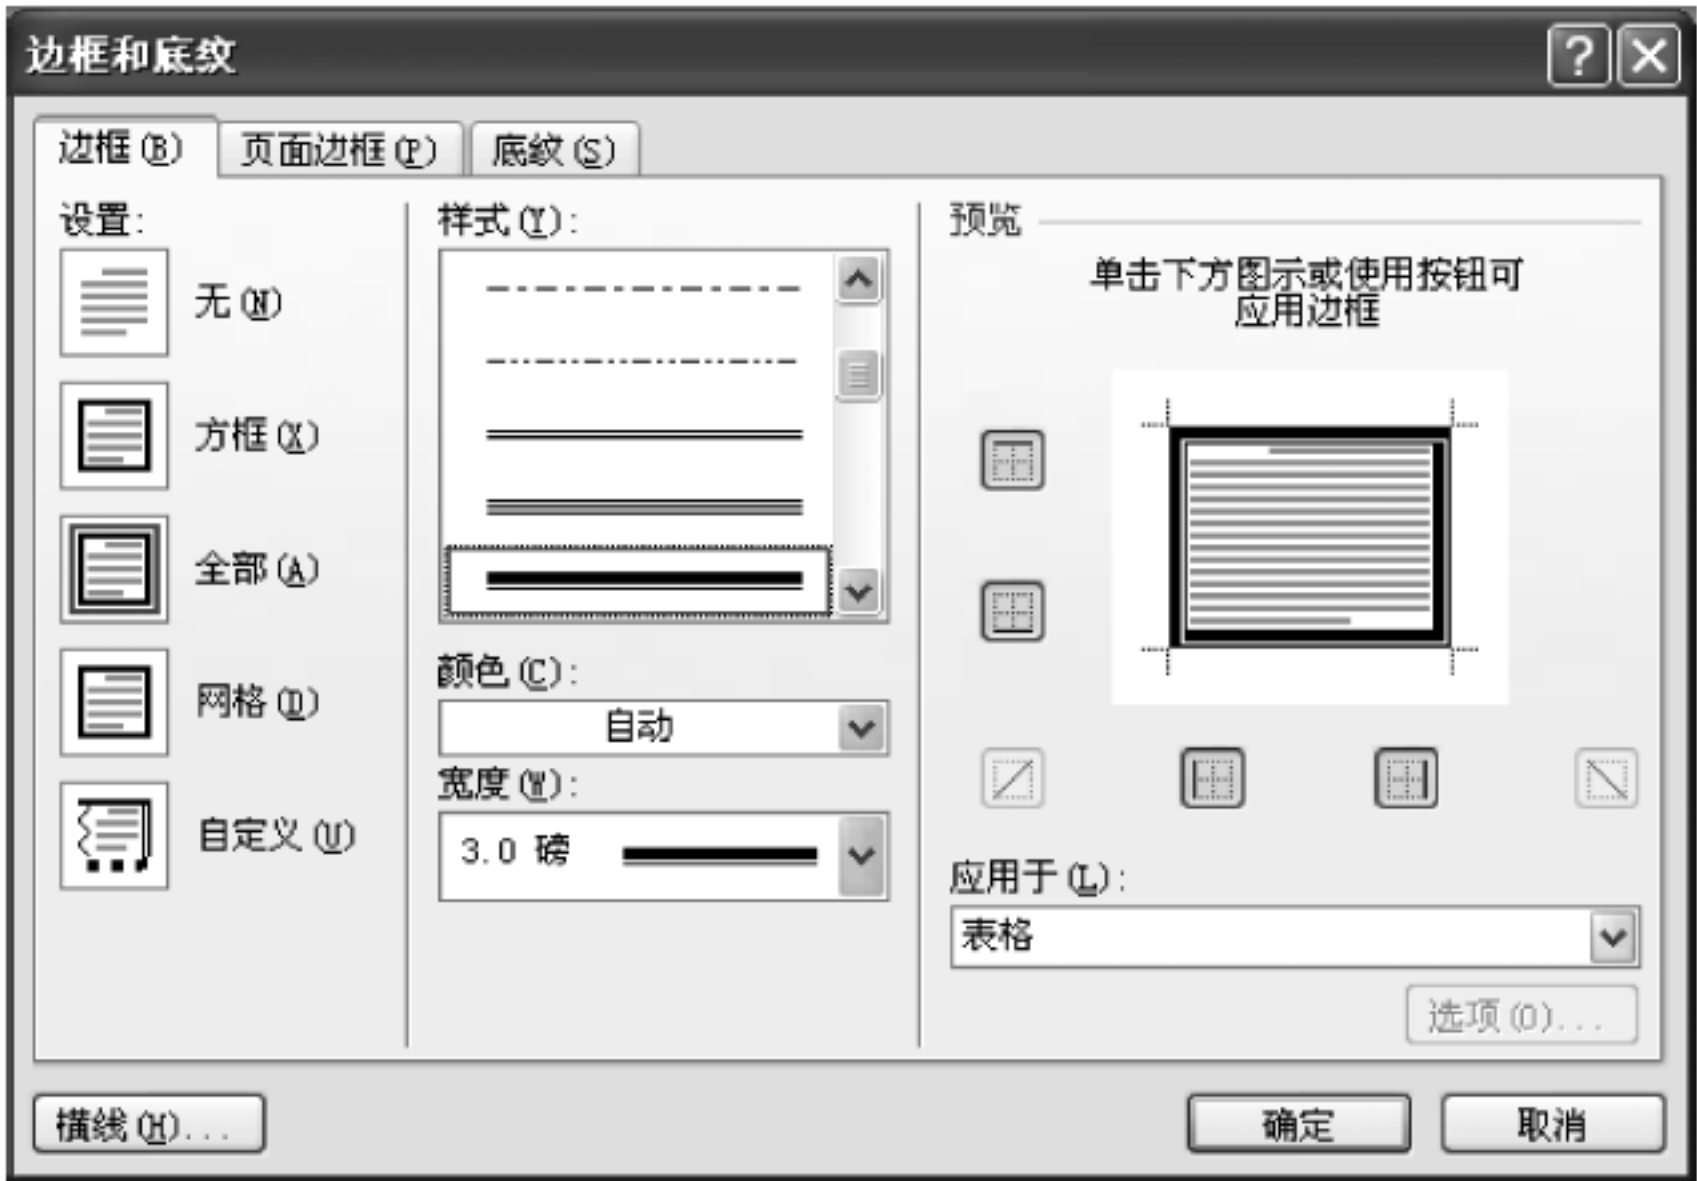 边框和底纹
边框(B)
页面边框(P)
底纹(S)
设置:
无(N)
方框(X)
全部(A)
网格(D)
自定义(U)
样式(Y):
颜色(C):
自动
宽度(W):
3.0 磅
预览
单击下方图示或使用按钮可
应用边框
应用于(L):
表格
选项(O)...
横线(H)...
确定
取消